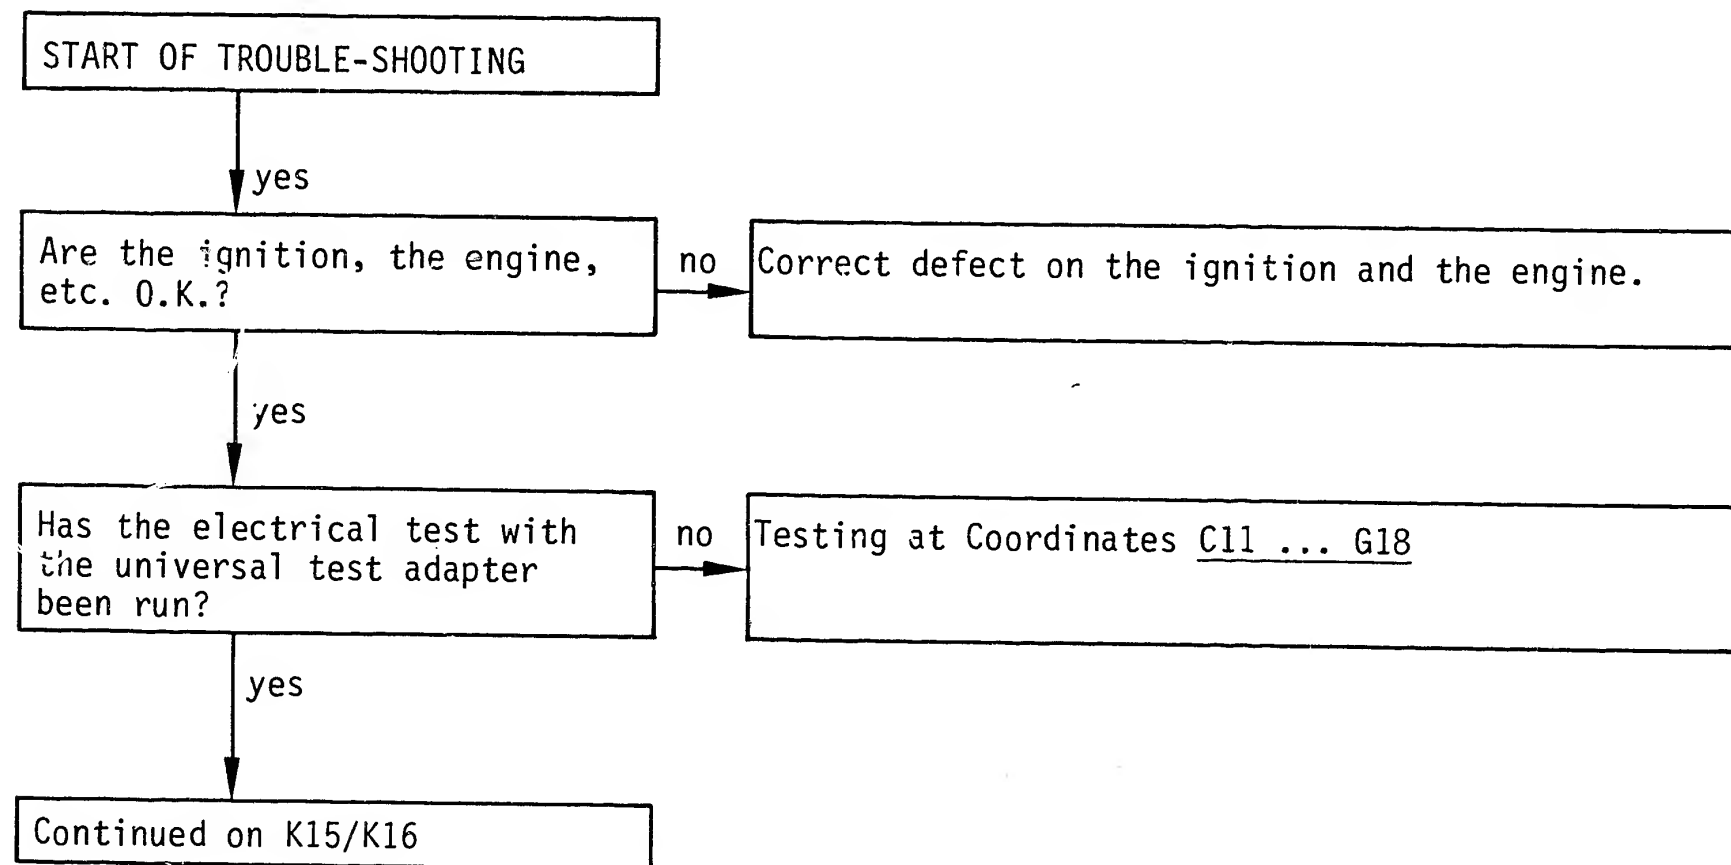 START OF TROUBLE-SHOOTING
yes
Are the ignition, the engine,
etc. O.K.?
no
Correct defect on the ignition and the engine.
yes
Has the electrical test with
the universal test adapter
been run?
no
Testing at Coordinates C11 ... G18
yes
Continued on K15/K16